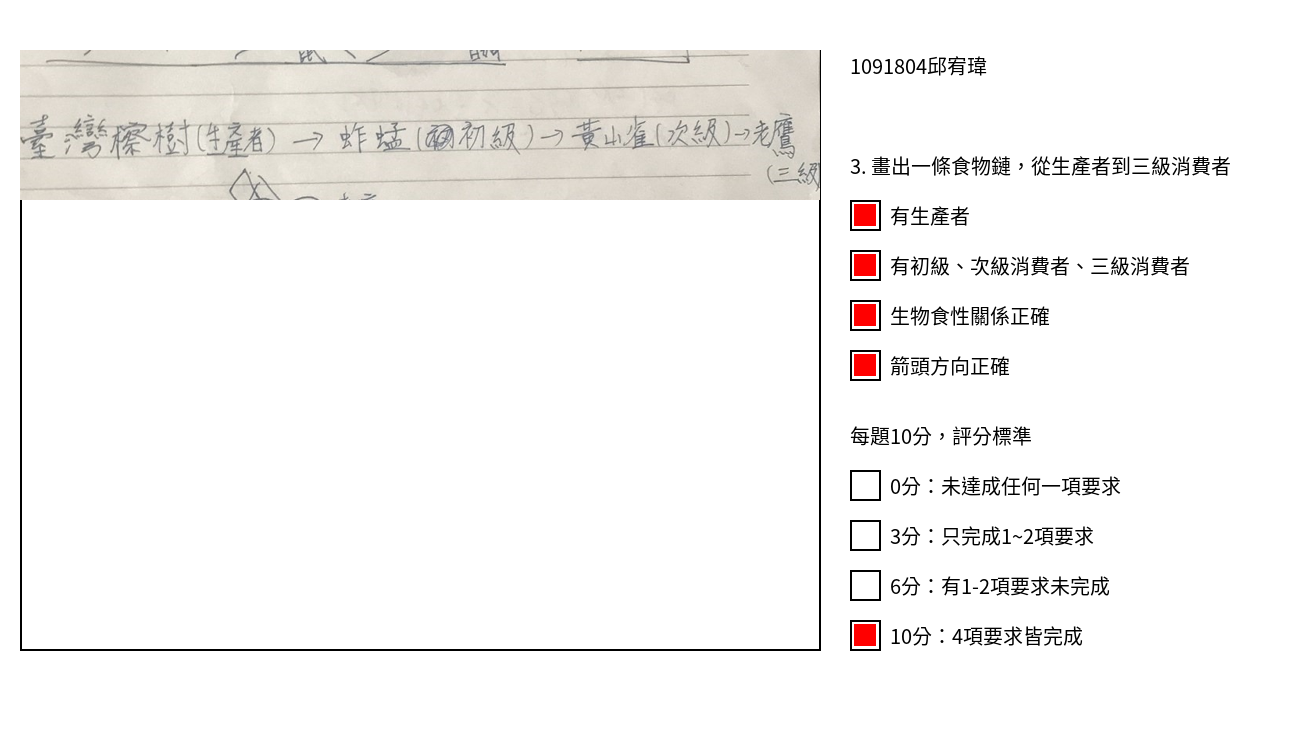 臺灣檫樹(生產者) → 蚱蜢(初級) → 黃山雀(次級) → 老鷹
(三級)
1091804邱宥瑋
3. 畫出一條食物鏈，從生產者到三級消費者
有生產者
有初級、次級消費者、三級消費者
生物食性關係正確
箭頭方向正確
每題10分，評分標準
0分：未達成任何一項要求
3分：只完成1~2項要求
6分：有1-2項要求未完成
10分：4項要求皆完成